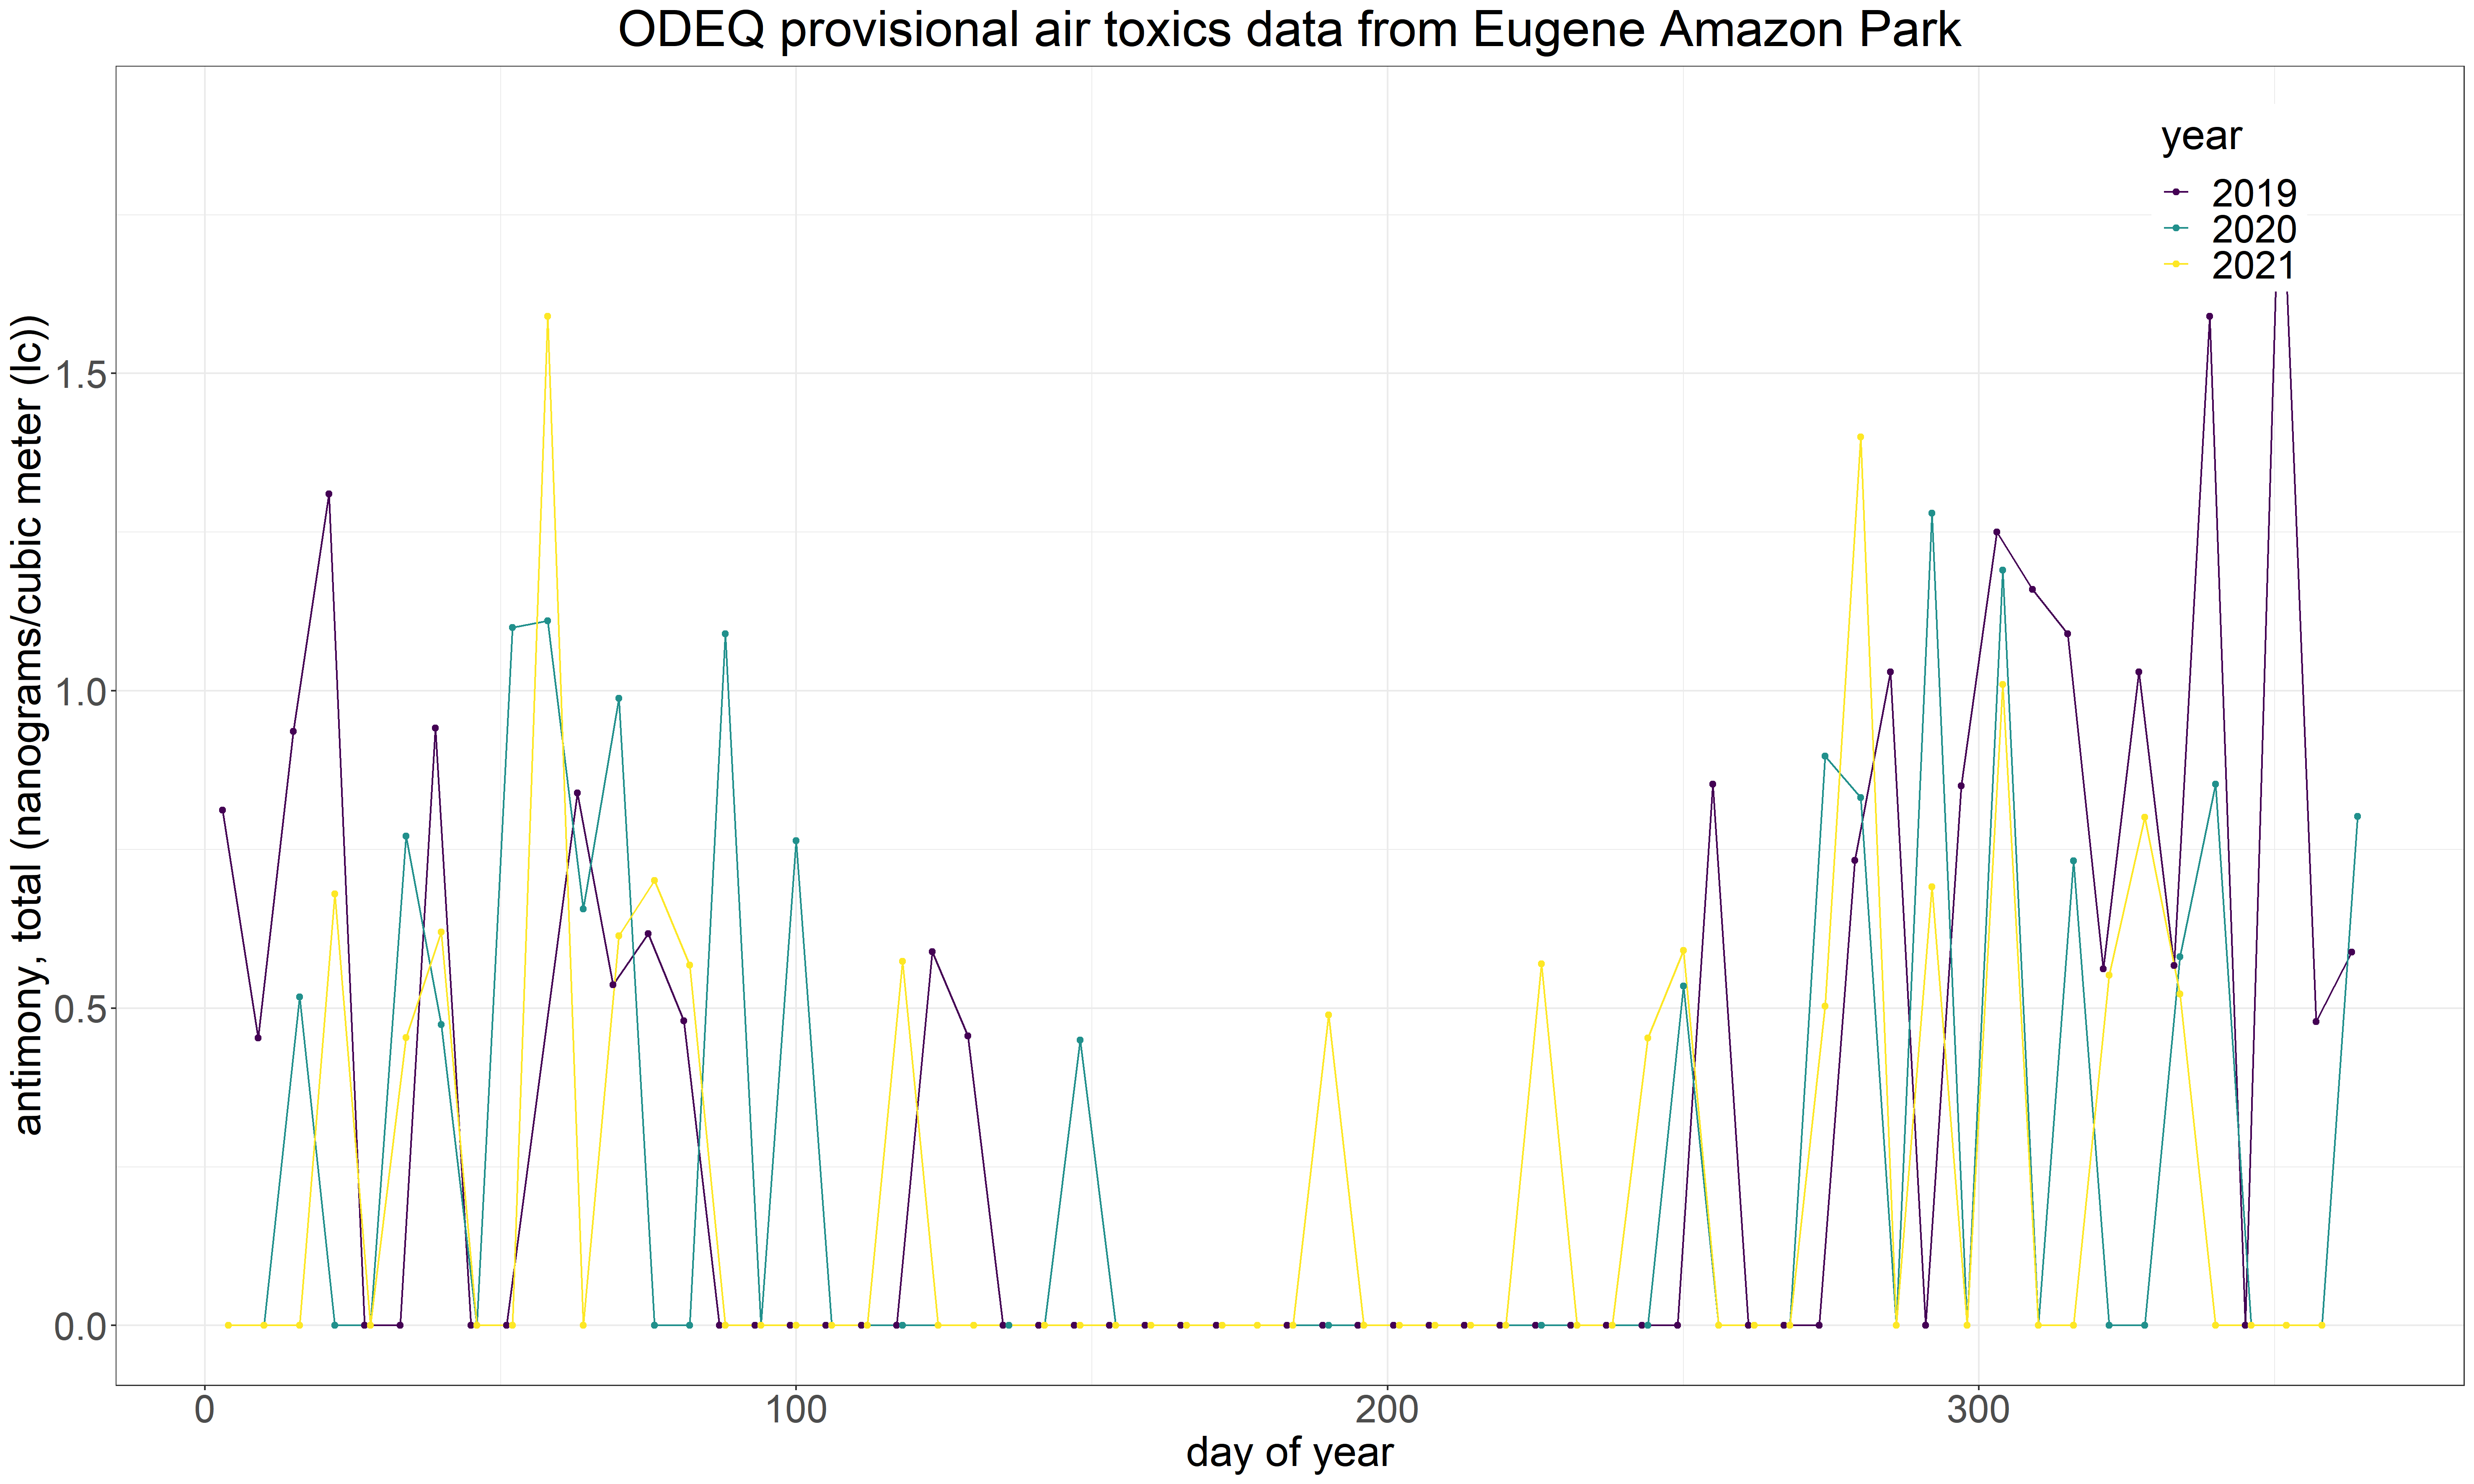 ODEQ provisional air toxics data from Eugene Amazon Park
year
2019
2020
2021
antimony, total (nanograms/cubic meter (lc))
1.5
1.0
0.5
0.0
0
100
200
300
day of year